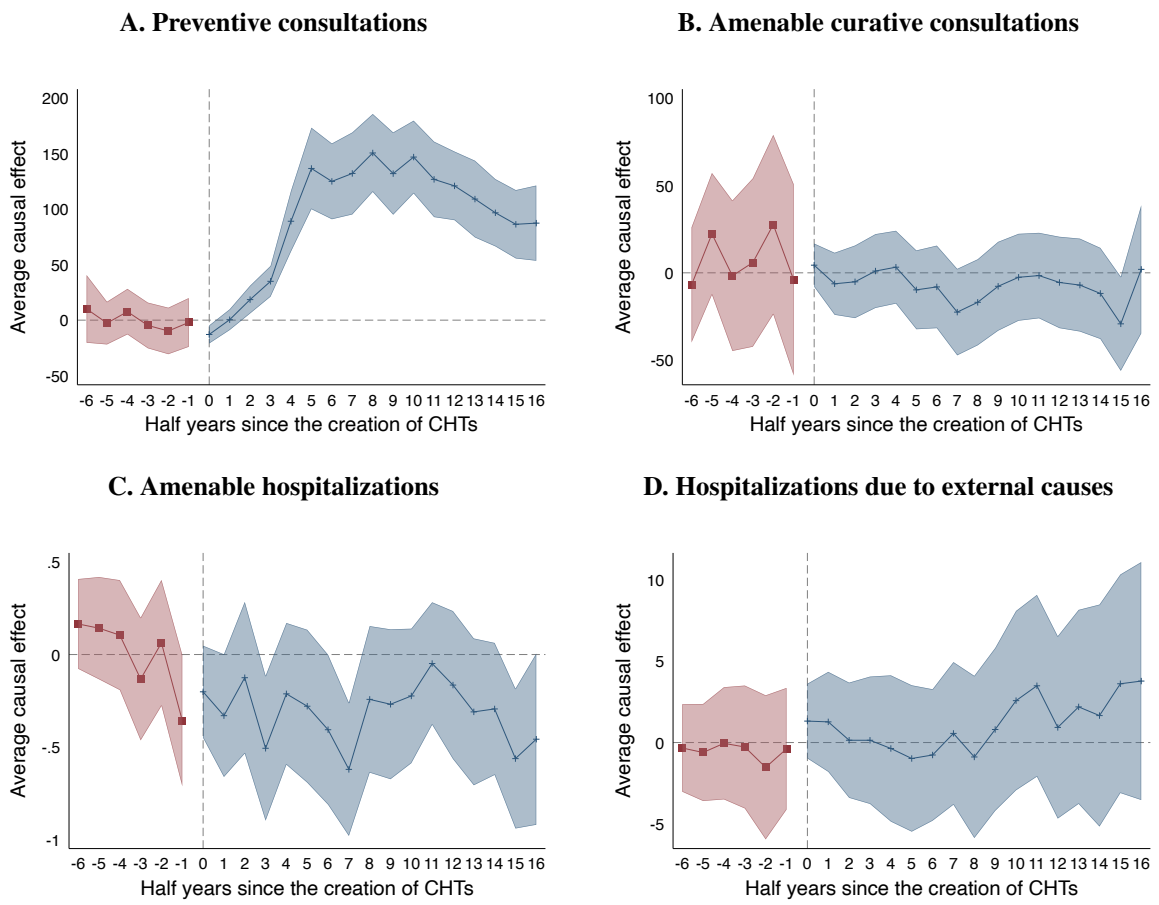 A. Preventive consultations
200
150
100
50
0
-50
Average causal effect
-6 -5 -4 -3 -2 -1 0 1 2 3 4 5 6 7 8 9 10 11 12 13 14 15 16
Half years since the creation of CHTs
B. Amenable curative consultations
100
50
0
-50
Average causal effect
-6 -5 -4 -3 -2 -1 0 1 2 3 4 5 6 7 8 9 10 11 12 13 14 15 16
Half years since the creation of CHTs
C. Amenable hospitalizations
.5
0
-.5
-1
Average causal effect
-6 -5 -4 -3 -2 -1 0 1 2 3 4 5 6 7 8 9 10 11 12 13 14 15 16
Half years since the creation of CHTs
D. Hospitalizations due to external causes
10
5
0
-5
Average causal effect
-6 -5 -4 -3 -2 -1 0 1 2 3 4 5 6 7 8 9 10 11 12 13 14 15 16
Half years since the creation of CHTs